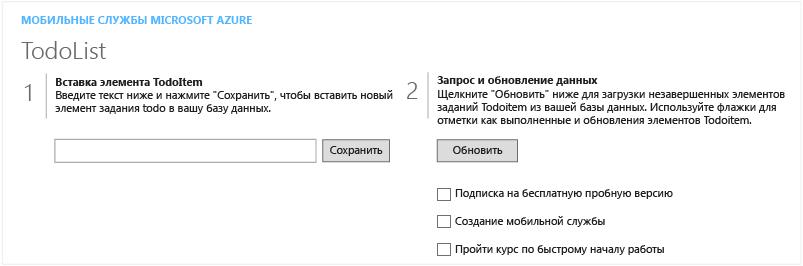 МОБИЛЬНЫЕ СЛУЖБЫ MICROSOFT AZURE
TodoList
1
Вставка элемента TodoItem
Введите текст ниже и нажмите "Сохранить", чтобы вставить новый
элемент задания todo в вашу базу данных.
Сохранить
2
Запрос и обновление данных
Щелкните "Обновить" ниже для загрузки незавершенных элементов
заданий Todoitem из вашей базы данных. Используйте флажки для
отметки как выполненные и обновления элементов Todoitem.
Обновить
Подписка на бесплатную пробную версию
Создание мобильной службы
Пройти курс по быстрому началу работы